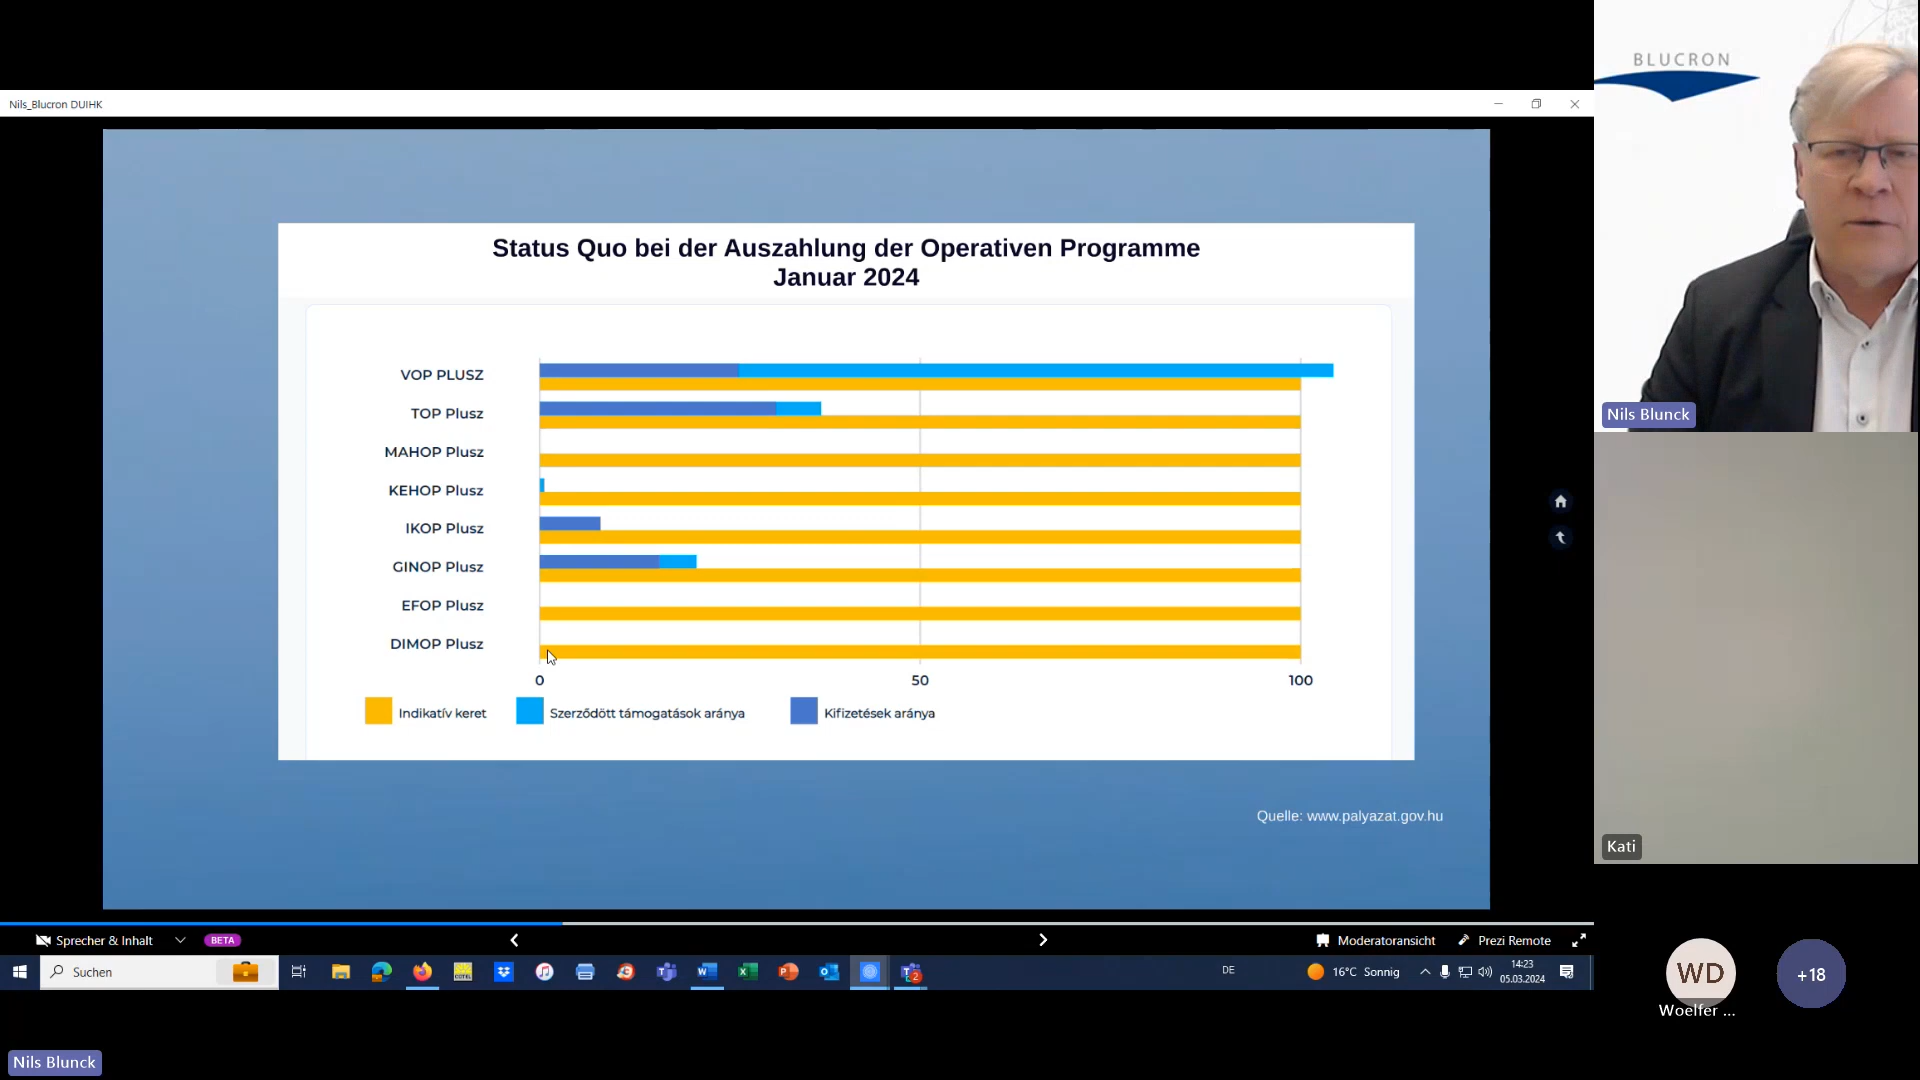 Nils_Blucron DUIHK
Status Quo bei der Auszahlung der Operativen Programme
Januar 2024
VOP PLUSZ
TOP Plusz
MAHOP Plusz
KEHOP Plusz
IKOP Plusz
GINOP Plusz
EFOP Plusz
DIMOP Plusz
0 50 100
Indikatív keret Szerződött támogatások aránya Kifizetések aránya
Quelle: www.palyazat.gov.hu
Sprecher & Inhalt BETA Moderatoransicht Prezi Remote
Suchen
DE
16°C Sonnig
14:23
05.03.2024
Nils Blunck
BLUCRON
Nils Blunck
Kati
WD
+18
Woelfer ...